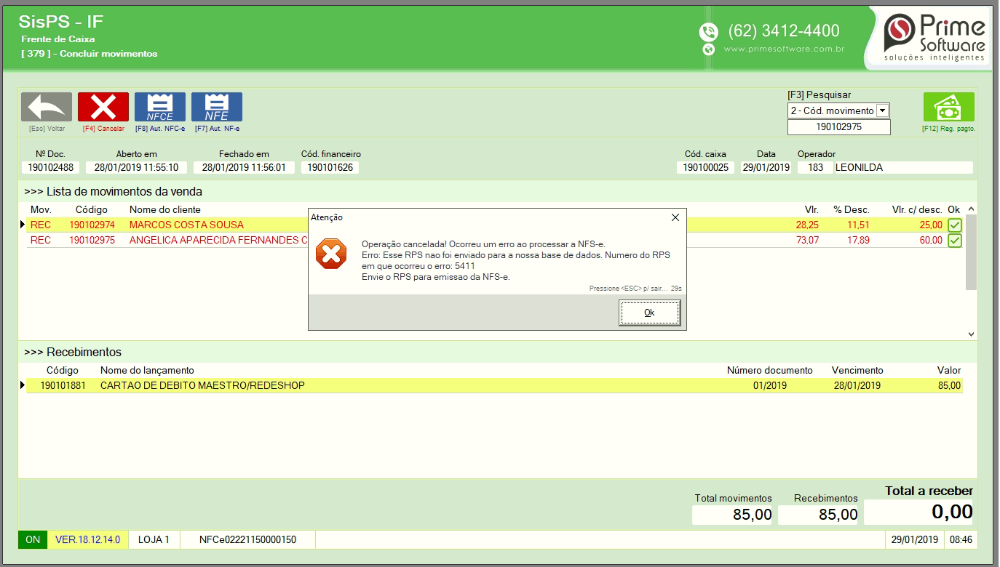 SisPS - IF
Frente de Caixa
[ 379 ] - Concluir movimentos
(62) 3412-4400
www.primesoftware.com.br
Prime
Software
soluções inteligentes
NFCE NFE
[Esc] Voltar [F4] Cancelar [F8] Aut. NFC-e [F7] Aut. NF-e
[F3] Pesquisar
2 - Cód. movimento
190102975
[F12] Reg. pagto.
Nº Doc. Aberto em Fechado em Cód. financeiro Cód. caixa Data Operador
190102488 28/01/2019 11:55:10 28/01/2019 11:56:01 190101626 190100025 29/01/2019 183 LEONILDA
>>> Lista de movimentos da venda
Mov. Código Nome do cliente Vlr. % Desc. Vlr. c/ desc. Ok
REC 190102974 MARCOS COSTA SOUSA 28,25 11,51 25,00
REC 190102975 ANGELICA APARECIDA FERNANDES C 73,07 17,89 60,00
Atenção
Operação cancelada! Ocorreu um erro ao processar a NFS-e.
Erro: Esse RPS nao foi enviado para a nossa base de dados. Numero do RPS
em que ocorreu o erro: 5411
Envie o RPS para emissao da NFS-e.
Pressione <ESC> p/ sair... 29s
Ok
>>> Recebimentos
Código Nome do lançamento Número documento Vencimento Valor
190101881 CARTAO DE DEBITO MAESTRO/REDESHOP 01/2019 28/01/2019 85,00
Total movimentos Recebimentos Total a receber
85,00 85,00 0,00
ON VER.18.12.14.0 LOJA 1 NFCe02221150000150 29/01/2019 08:46